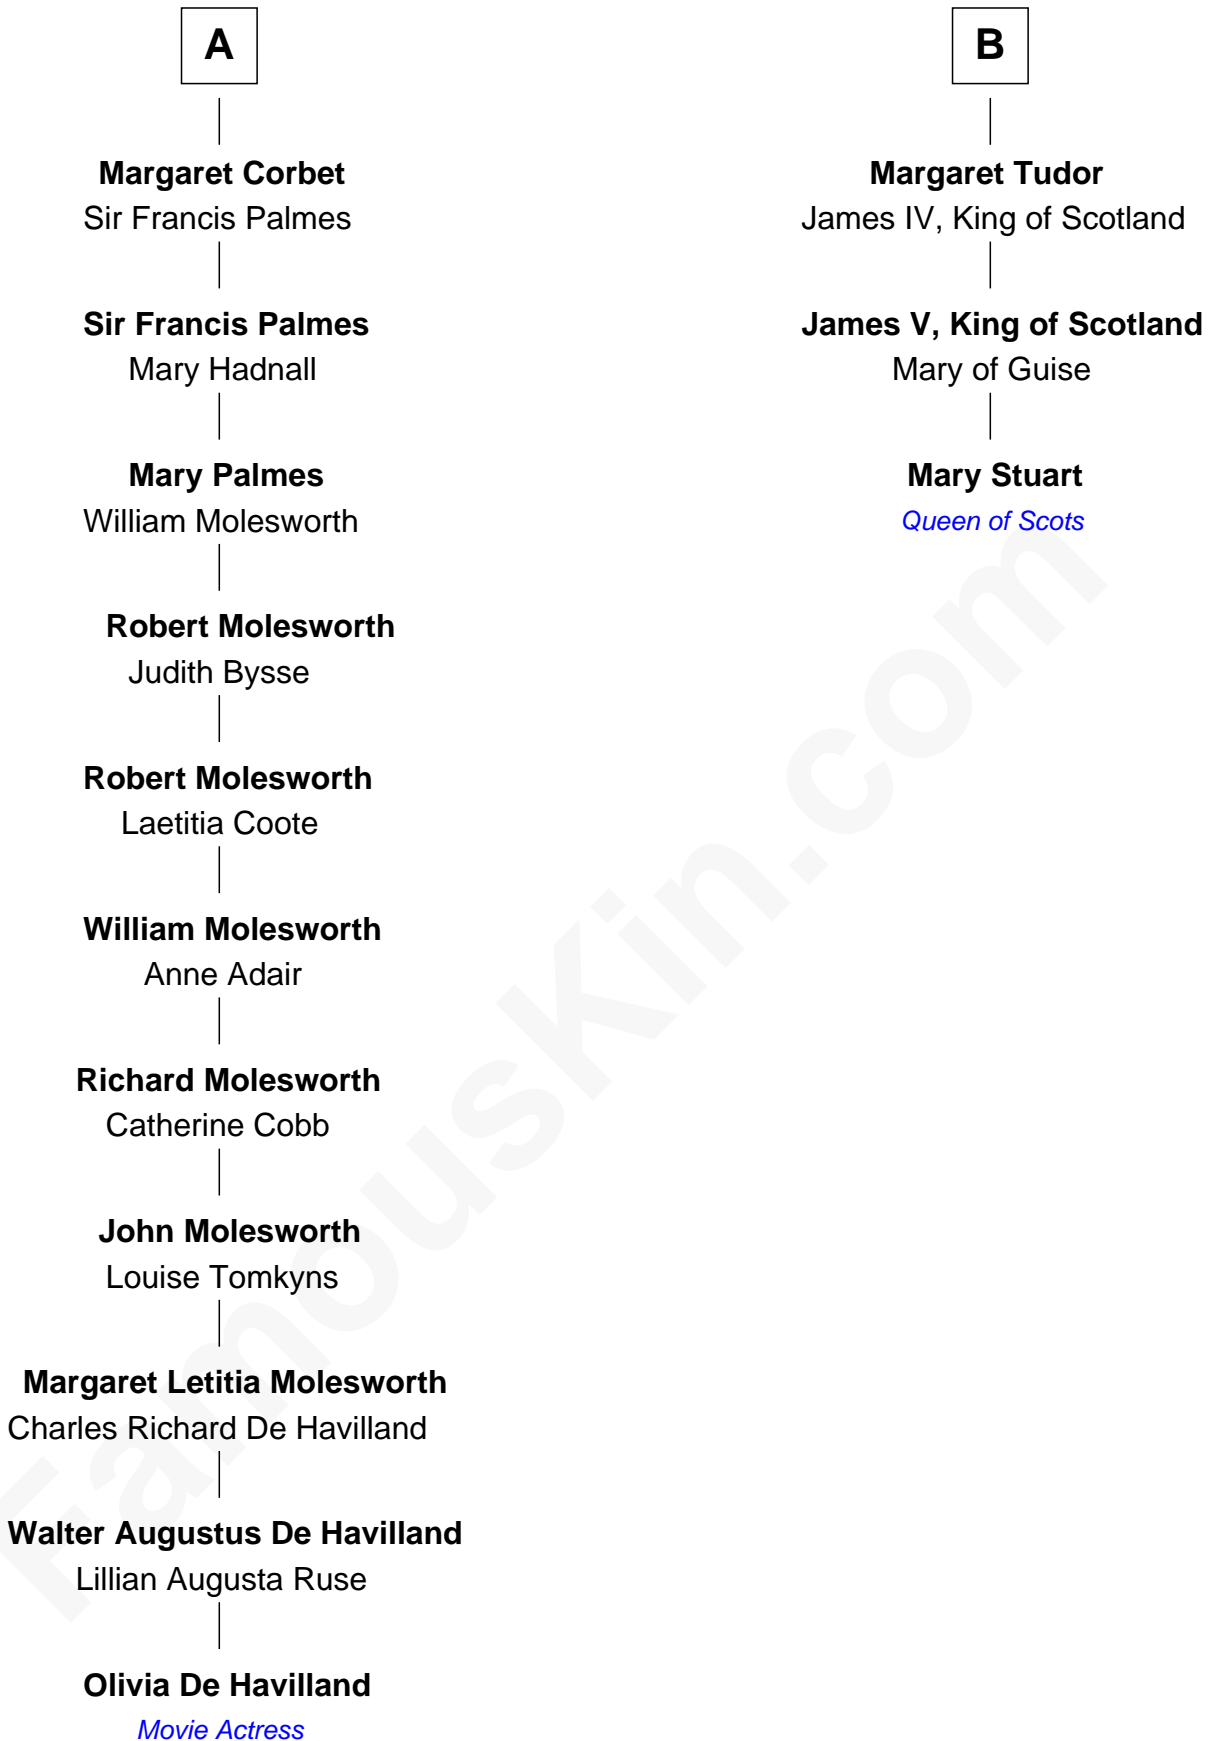 A
Margaret Corbet
Sir Francis Palmes
Sir Francis Palmes
Mary Hadnall
Mary Palmes
William Molesworth
Robert Molesworth
Judith Bysse
Robert Molesworth
Laetitia Coote
William Molesworth
Anne Adair
Richard Molesworth
Catherine Cobb
John Molesworth
Louise Tomkyns
Margaret Letitia Molesworth
Charles Richard De Havilland
Walter Augustus De Havilland
Lillian Augusta Ruse
Olivia De Havilland
Movie Actress
B
Margaret Tudor
James IV, King of Scotland
James V, King of Scotland
Mary of Guise
Mary Stuart
Queen of Scots
FamousKin.com